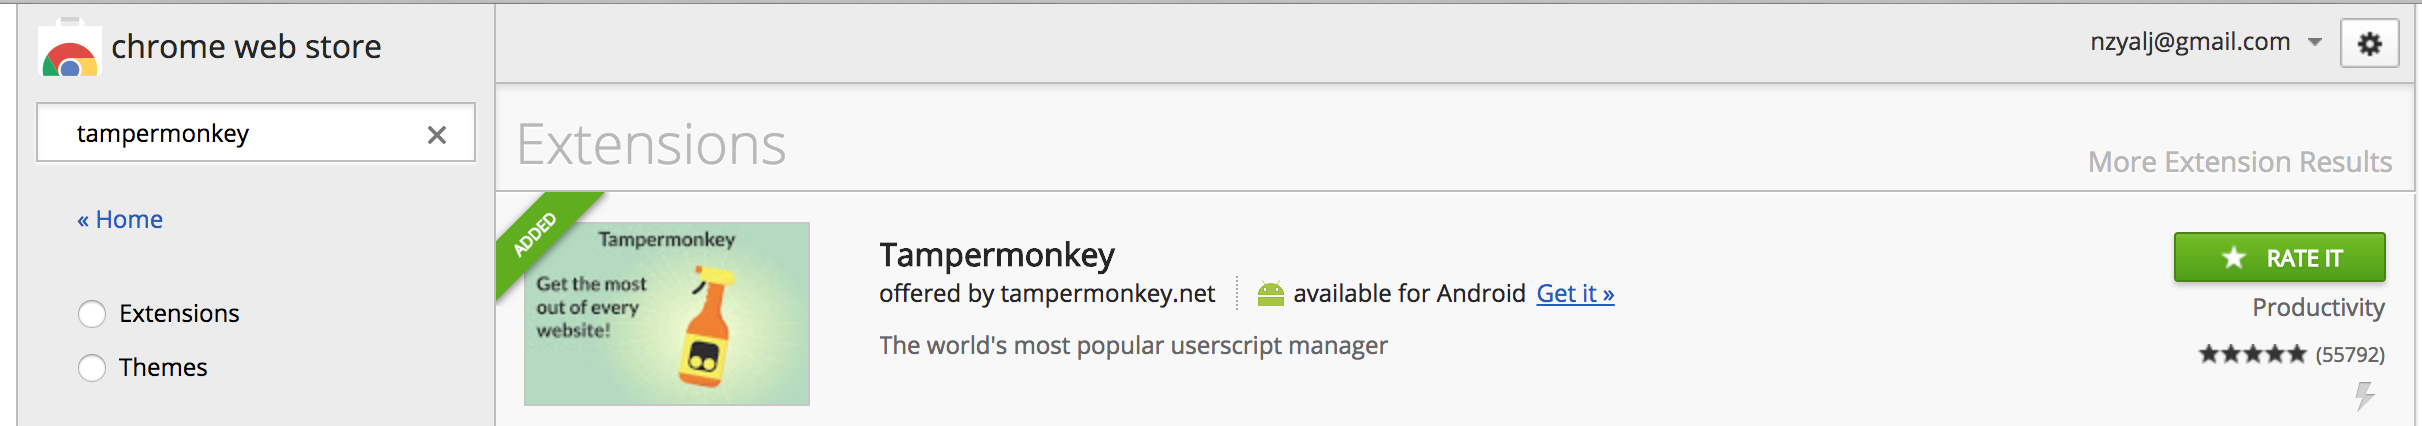 chrome web store
nzyalj@gmail.com
tampermonkey
Extensions
More Extension Results
« Home
Extensions
Themes
ADDED
Tampermonkey
Get the most
out of every
website!
Tampermonkey
offered by tampermonkey.net
available for Android Get it »
The world's most popular userscript manager
RATE IT
Productivity
(55792)